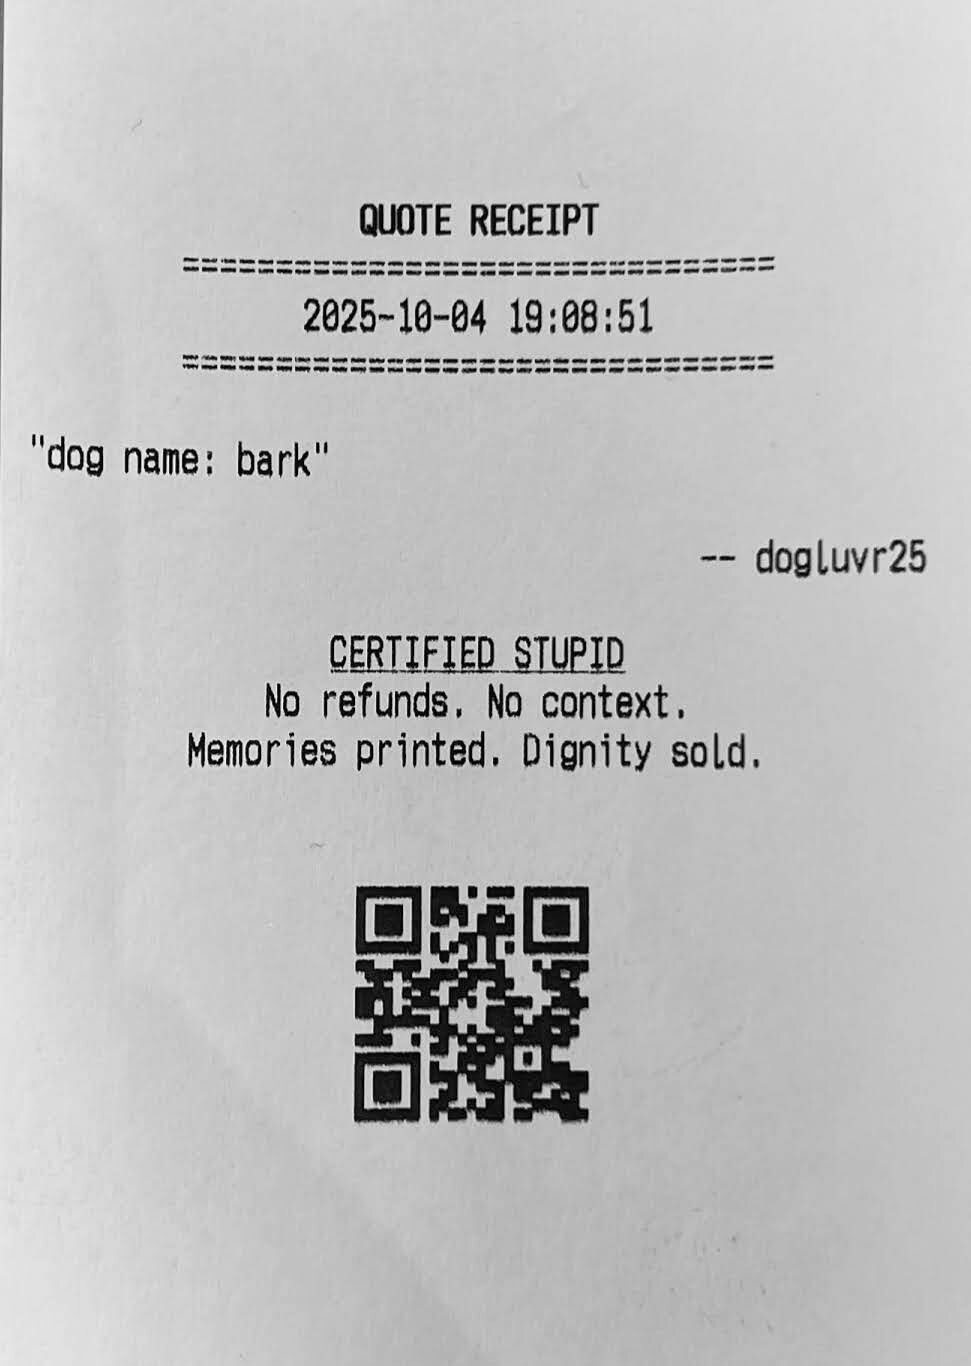 QUOTE RECEIPT
================================
2025-10-04 19:08:51
================================
"dog name: bark"
-- dogluvr25
CERTIFIED STUPID
No refunds. No context.
Memories printed. Dignity sold.